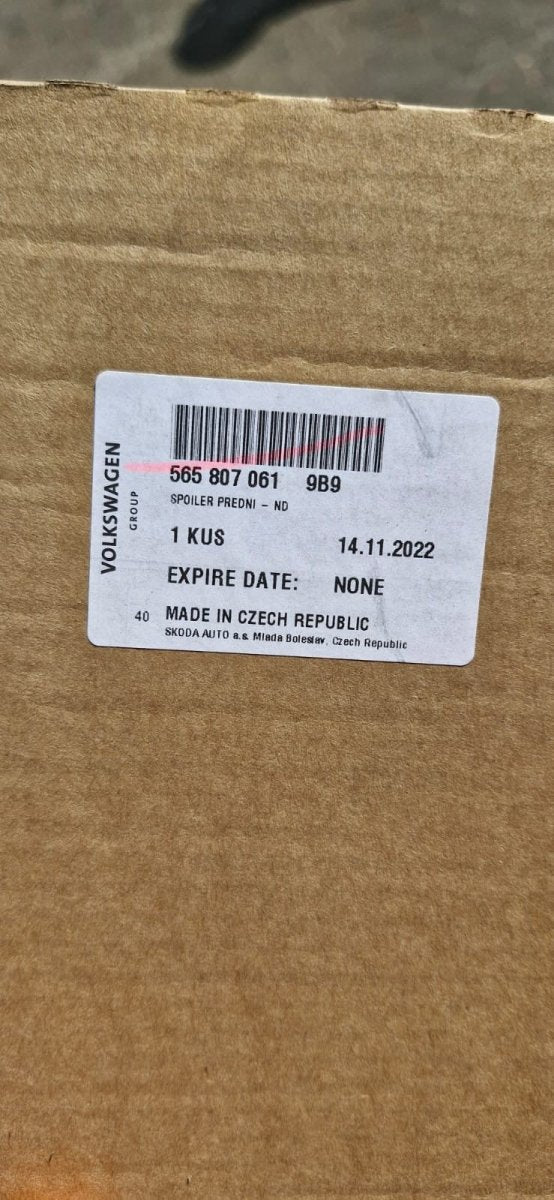 VOLKSWAGEN
GROUP
565 807 061 9B9
SPOILER PREDNI - ND
1 KUS 14.11.2022
EXPIRE DATE: NONE
40 MADE IN CZECH REPUBLIC
SKODA AUTO a.s. Mlada Boleslav, Czech Republic